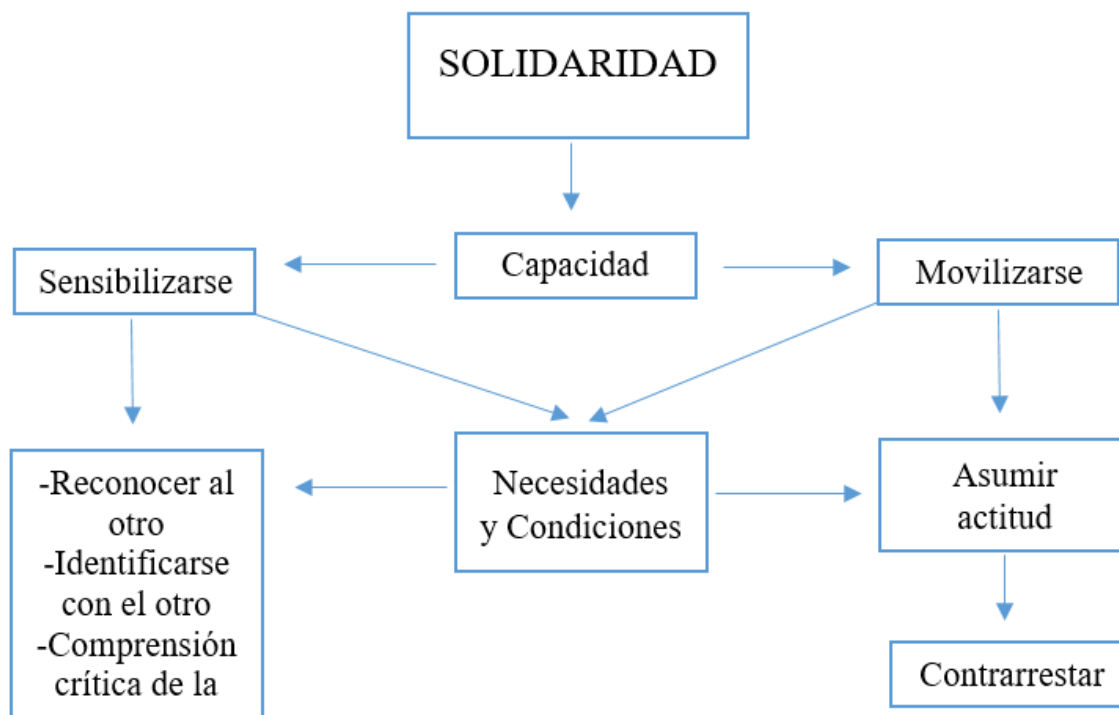 SOLIDARIDAD
Sensibilizarse
Capacidad
Movilizarse
-Reconocer al
otro
-Identificarse
con el otro
-Comprensión
crítica de la
Necesidades
y Condiciones
Asumir
actitud
Contrarrestar